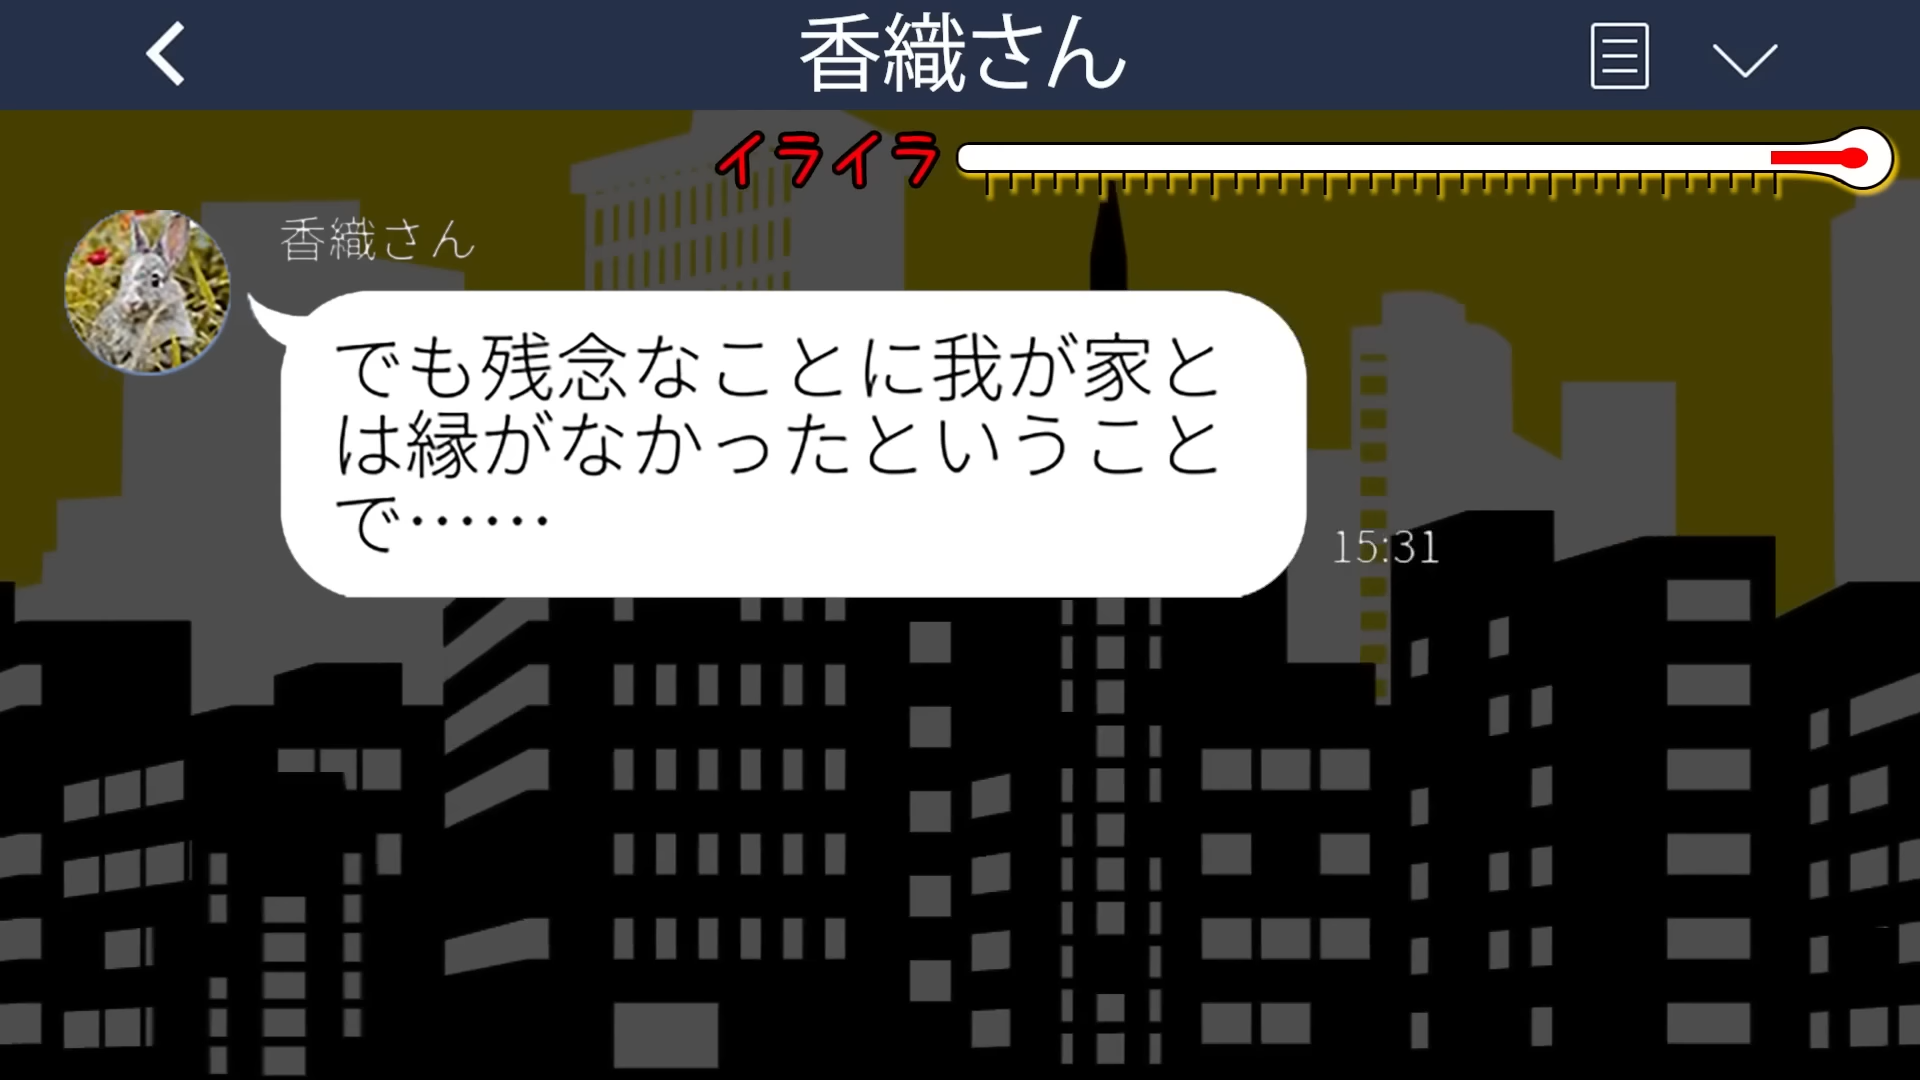 香織さん
イライラ
香織さん
でも残念なことに我が家と
は縁がなかったということ
で……
15:31